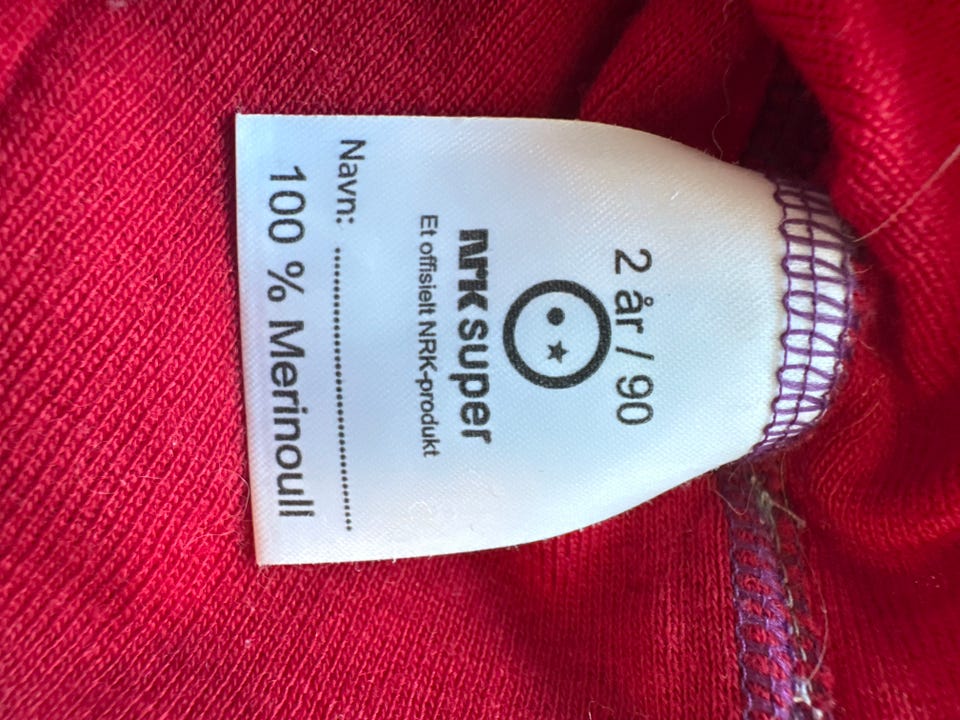 2 år / 90
nrk super
Et offisielt NRK-produkt
Navn: ........................................
100 % Merinoull